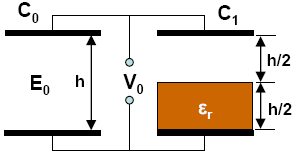 C₀
C₁
E₀
h
V₀
h/2
εᵣ
h/2